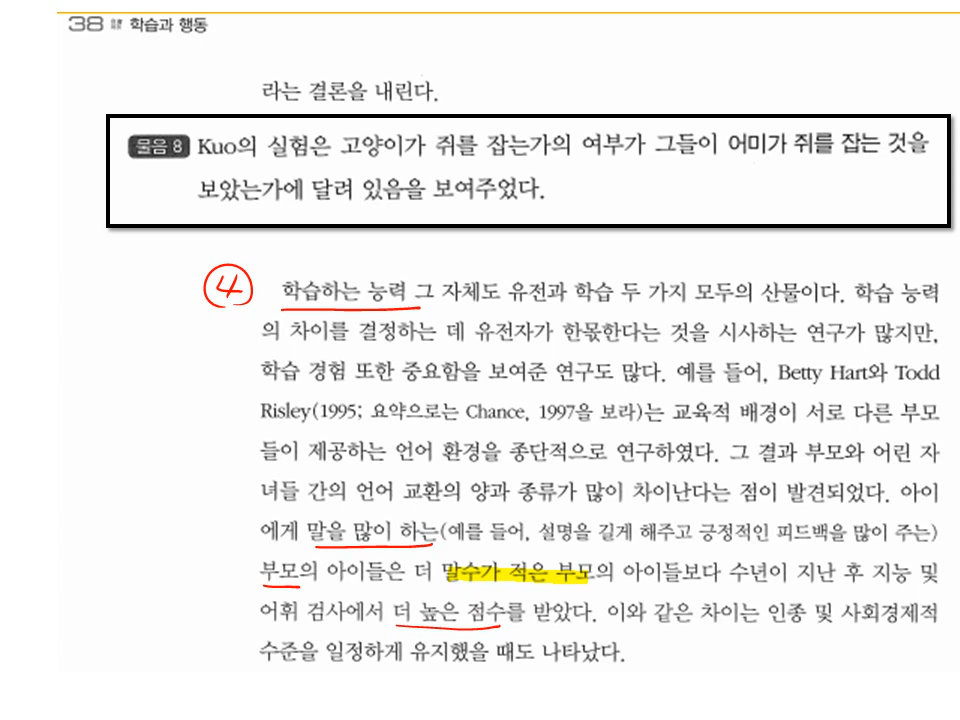 38 학습과 행동
라는 결론을 내린다.
물음 8 Kuo의 실험은 고양이가 쥐를 잡는가의 여부가 그들이 어미가 쥐를 잡는 것을
보았는가에 달려 있음을 보여주었다.
④ 학습하는 능력 그 자체도 유전과 학습 두 가지 모두의 산물이다. 학습 능력
의 차이를 결정하는 데 유전자가 한몫한다는 것을 시사하는 연구가 많지만,
학습 경험 또한 중요함을 보여준 연구도 많다. 예를 들어, Betty Hart와 Todd
Risley(1995; 요약으로는 Chance, 1997을 보라)는 교육적 배경이 서로 다른 부모
들이 제공하는 언어 환경을 종단적으로 연구하였다. 그 결과 부모와 어린 자
녀들 간의 언어 교환의 양과 종류가 많이 차이난다는 점이 발견되었다. 아이
에게 말을 많이 하는(예를 들어, 설명을 길게 해주고 긍정적인 피드백을 많이 주는)
부모의 아이들은 더 말수가 적은 부모의 아이들보다 수년이 지난 후 지능 및
어휘 검사에서 더 높은 점수를 받았다. 이와 같은 차이는 인종 및 사회경제적
수준을 일정하게 유지했을 때도 나타났다.